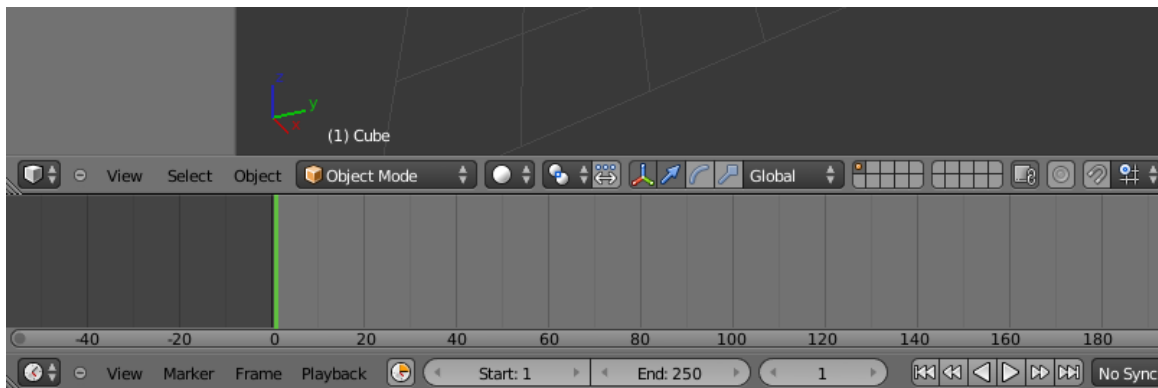 z
y
x
(1) Cube
View Select Object Object Mode Global
-40 -20 0 20 40 60 80 100 120 140 160 180
View Marker Frame Playback Start: 1 End: 250 1 No Sync